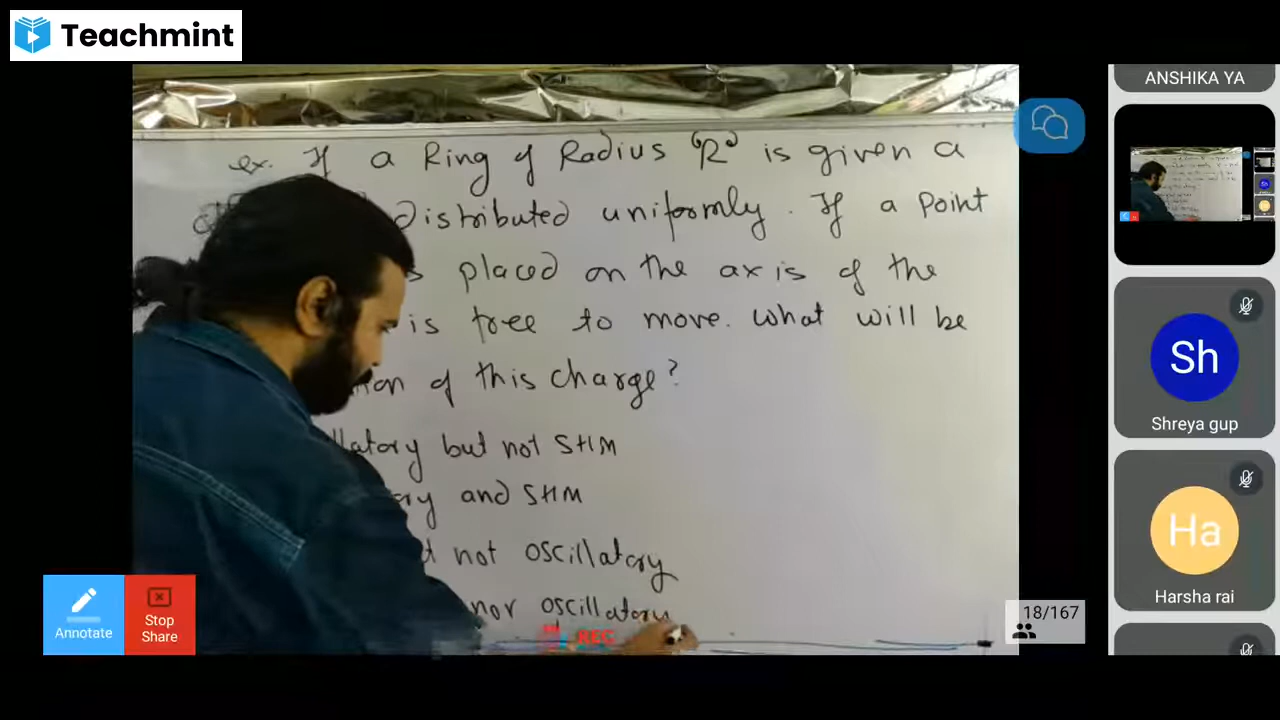 Teachmint
ANSHIKA YA
ex. If a Ring of Radius "R" is given a
distributed uniformly. If a point
placed on the axis of the
is free to move. what will be
of this charge?
but not SHM
and SHM
not oscillatory
nor oscillatory
REC
Annotate
Stop
Share
18/167
Sh
Shreya gup
Ha
Harsha rai